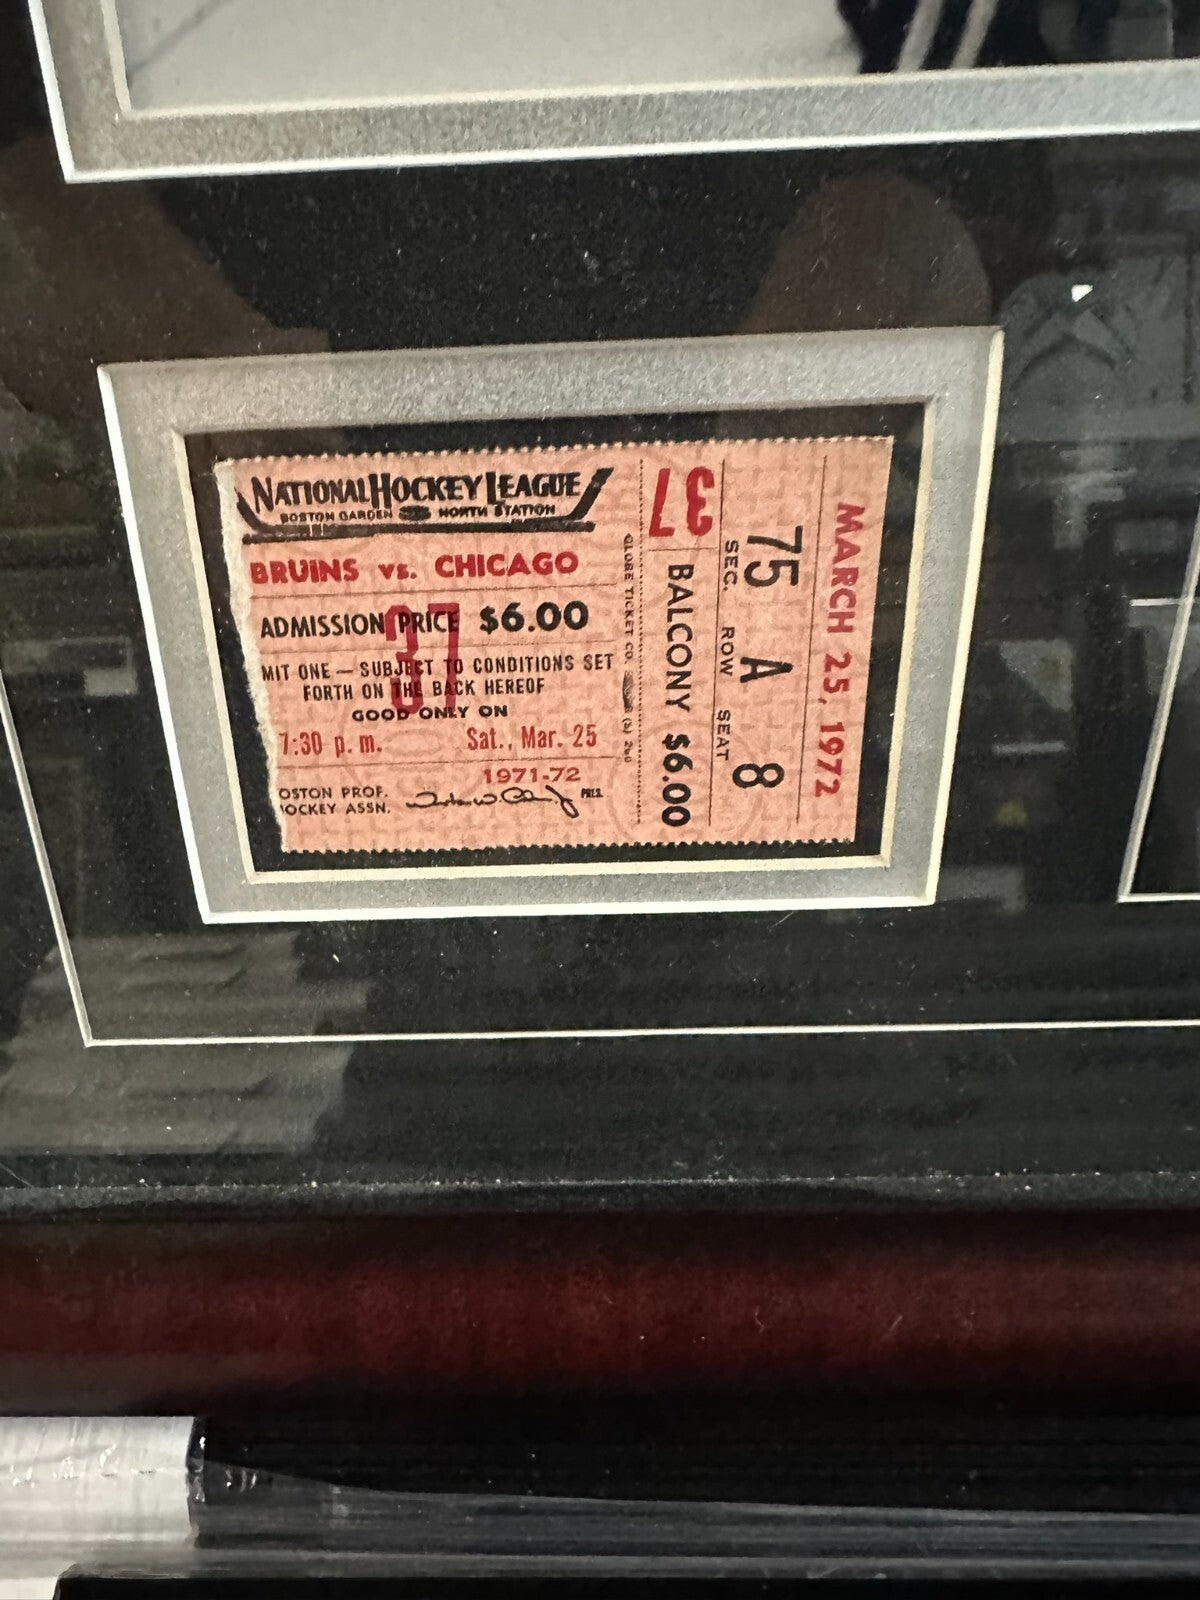 NATIONAL HOCKEY LEAGUE
BOSTON GARDEN NORTH STATION
BRUINS vs. CHICAGO
ADMISSION PRICE $6.00
37
MIT ONE — SUBJECT TO CONDITIONS SET
FORTH ON THE BACK HEREOF
GOOD ONLY ON
7:30 p. m. Sat., Mar. 25
1971-72
OSTON PROF.
OCKEY ASSN.
PRES.
GLOBE TICKET CO.
37
BALCONY $6.00
SEC. ROW SEAT
75 A 8
MARCH 25, 1972